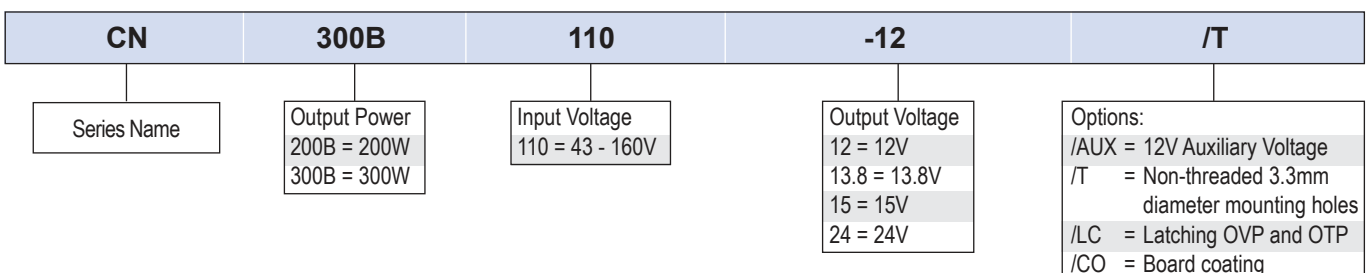 CN 300B 110 -12 /T
Series Name
Output Power
200B = 200W
300B = 300W
Input Voltage
110 = 43 - 160V
Output Voltage
12 = 12V
13.8 = 13.8V
15 = 15V
24 = 24V
Options:
/AUX = 12V Auxiliary Voltage
/T = Non-threaded 3.3mm
diameter mounting holes
/LC = Latching OVP and OTP
/CO = Board coating